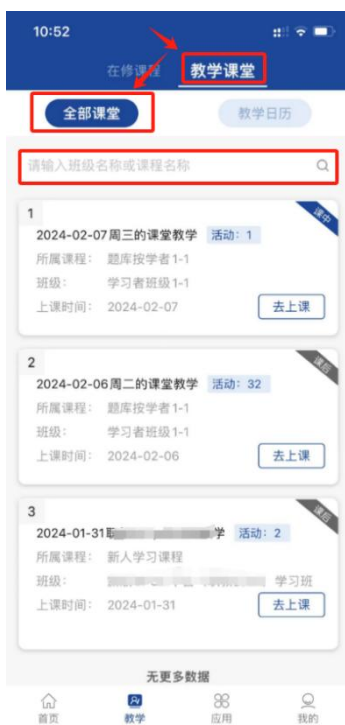 10:52
在修课程 教学课堂
全部课堂 教学日历
请输入班级名称或课程名称
1
课中
2024-02-07周三的课堂教学 活动：1
所属课程： 题库按学者1-1
班级： 学习者班级1-1
上课时间： 2024-02-07 去上课
2
课后
2024-02-06周二的课堂教学 活动：32
所属课程： 题库按学者1-1
班级： 学习者班级1-1
上课时间： 2024-02-06 去上课
3
课后
2024-01-31 学 活动：2
所属课程： 新人学习课程
班级： 学习班
上课时间： 2024-01-31 去上课
无更多数据
首页 教学 应用 我的